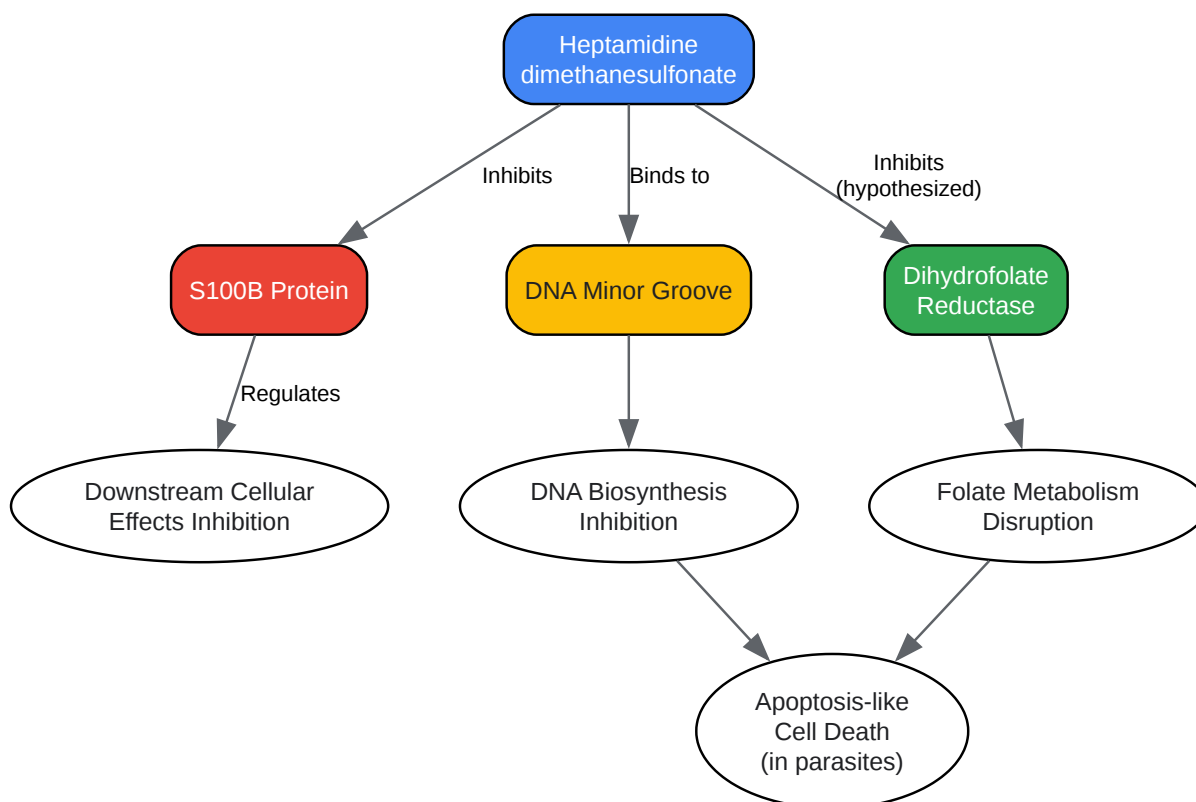 Heptamidine
dimethanesulfonate
Inhibits
Binds to
Inhibits
(hypothesized)
S100B Protein
DNA Minor Groove
Dihydrofolate
Reductase
Regulates
Downstream Cellular
Effects Inhibition
DNA Biosynthesis
Inhibition
Folate Metabolism
Disruption
Apoptosis-like
Cell Death
(in parasites)